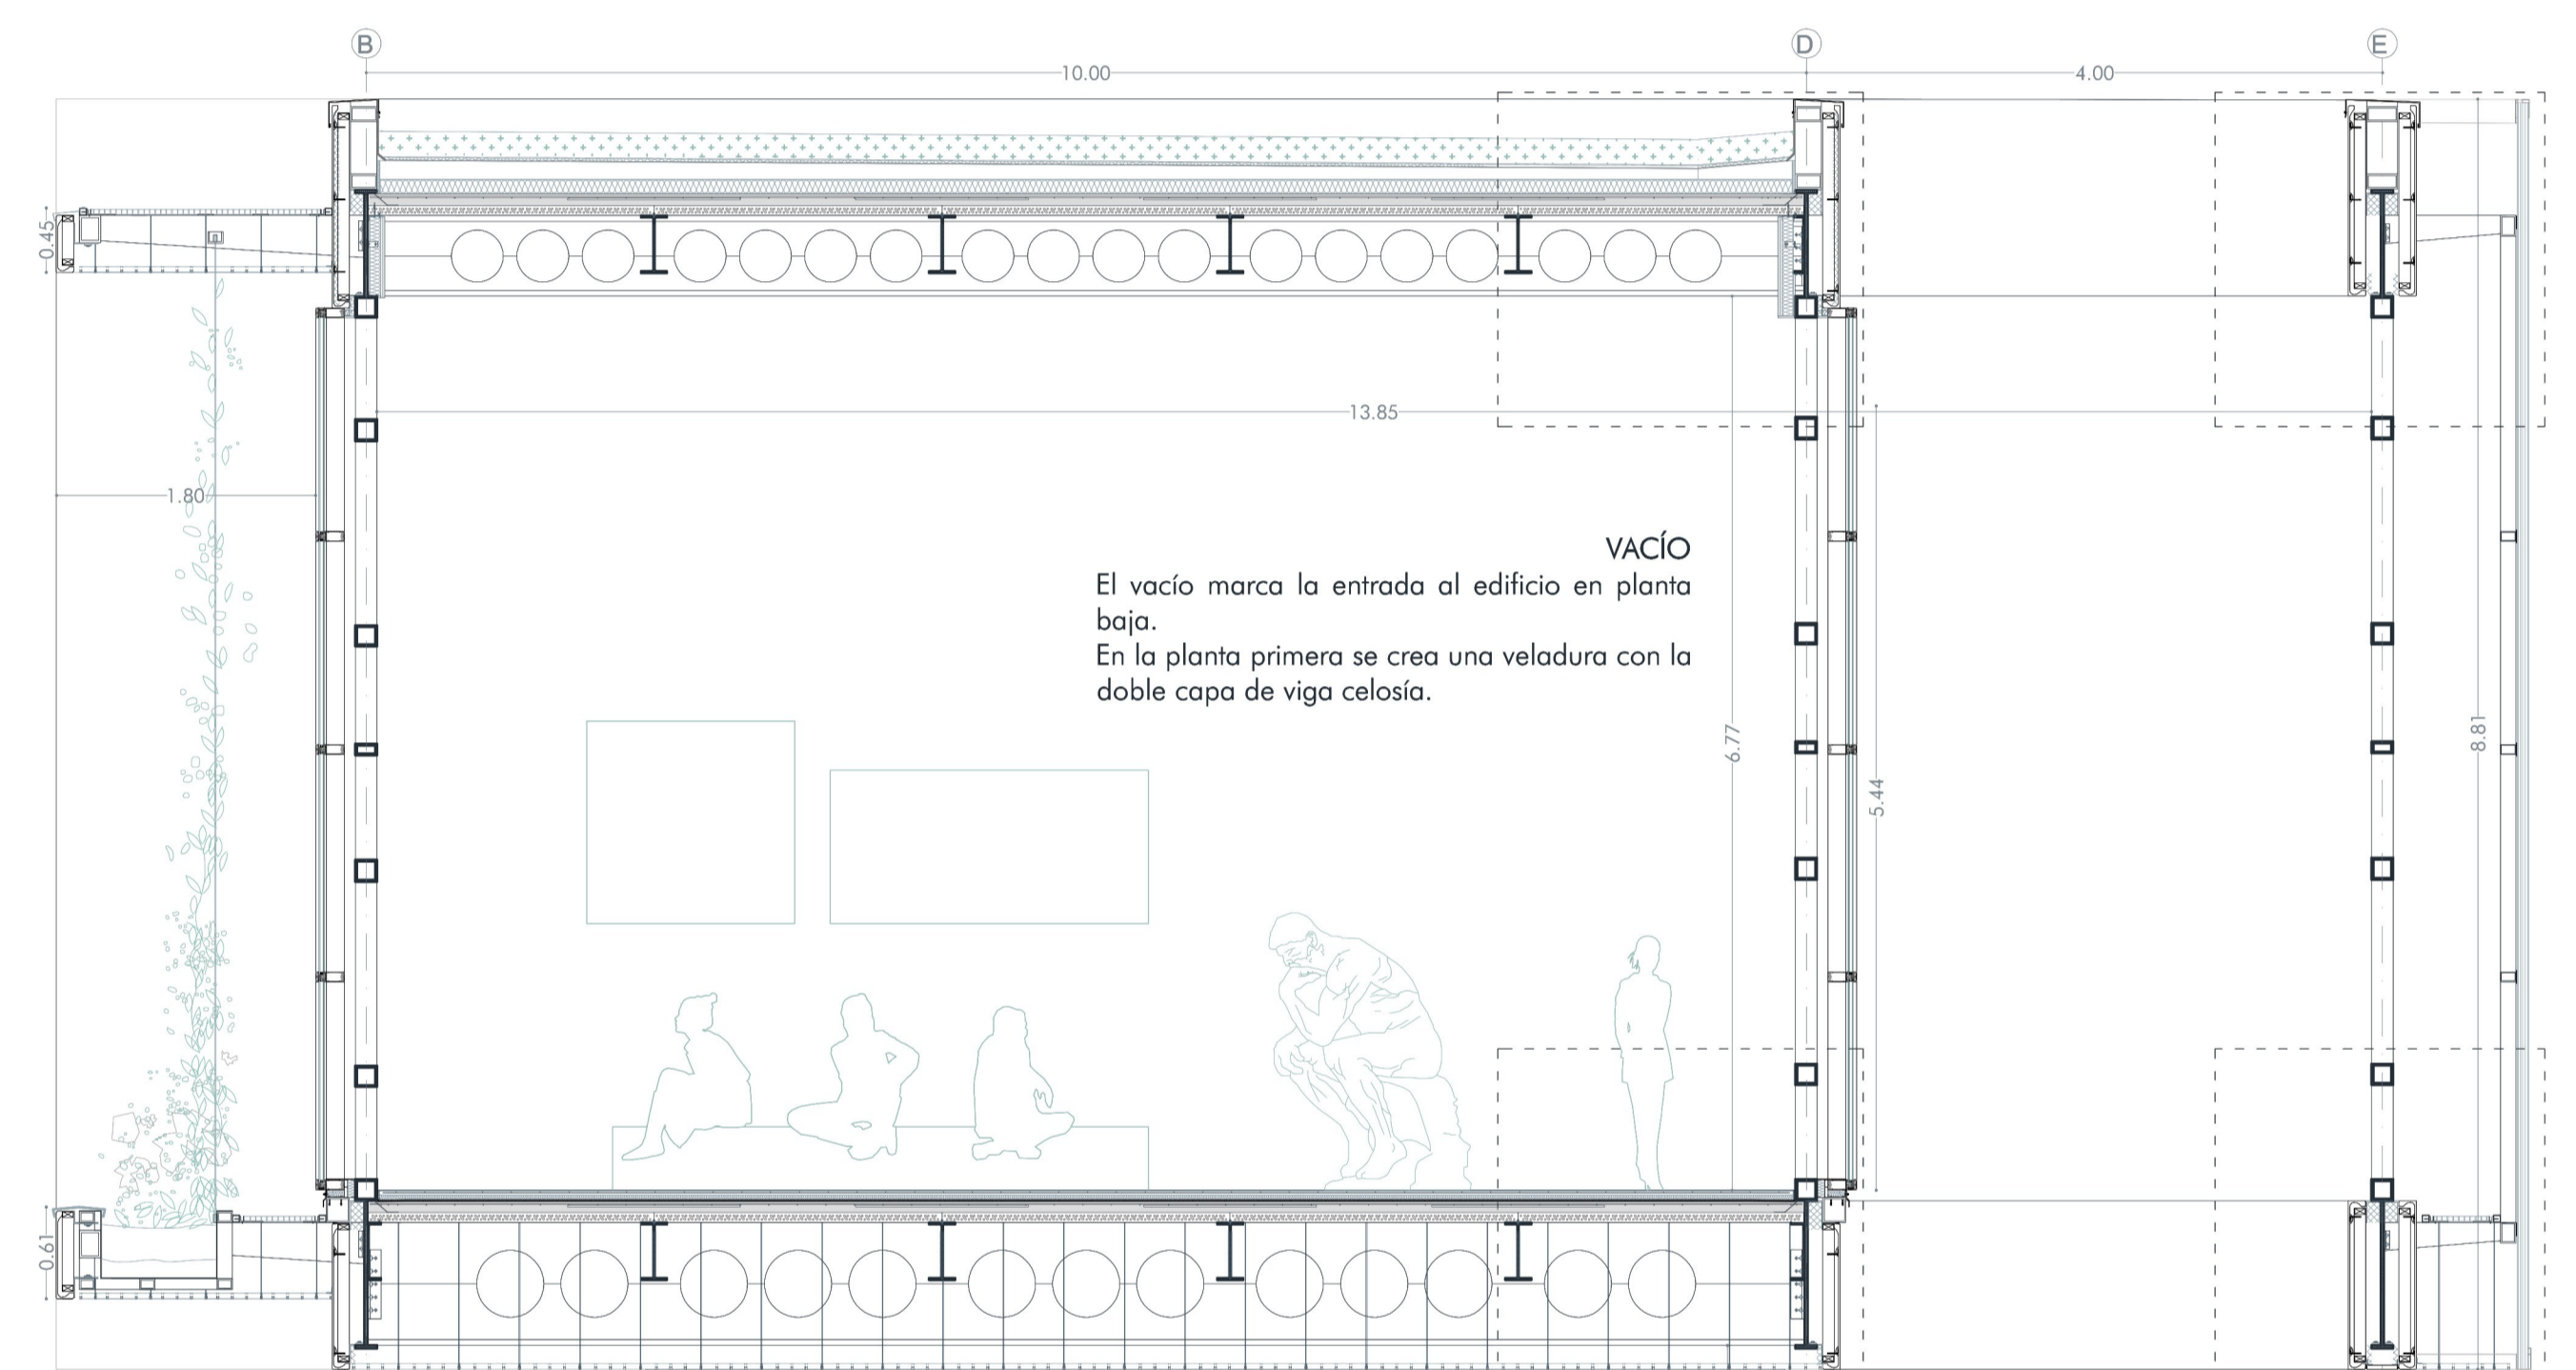 B
D
E
10.00
4.00
0.45
13.85
1.80
VACÍO
El vacío marca la entrada al edificio en planta
baja.
En la planta primera se crea una veladura con la
doble capa de viga celosía.
6.77
5.44
8.81
0.61